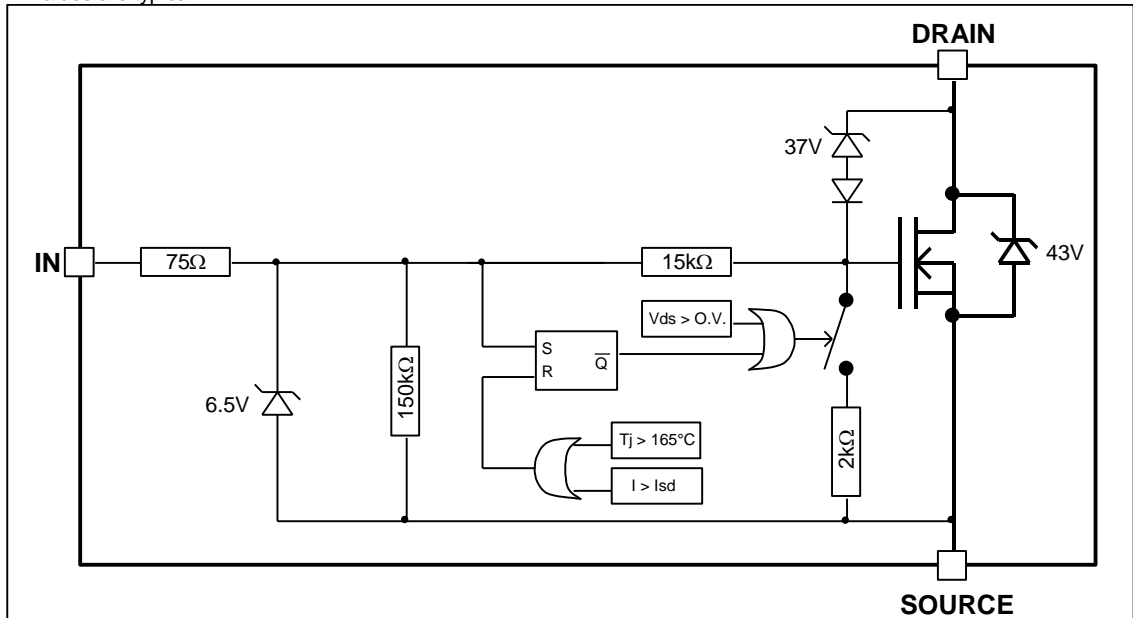 DRAIN
37V
43V
IN
75Ω
15kΩ
Vds > O.V.
S
R
Q
6.5V
150kΩ
Tj > 165°C
I > Isd
2kΩ
SOURCE